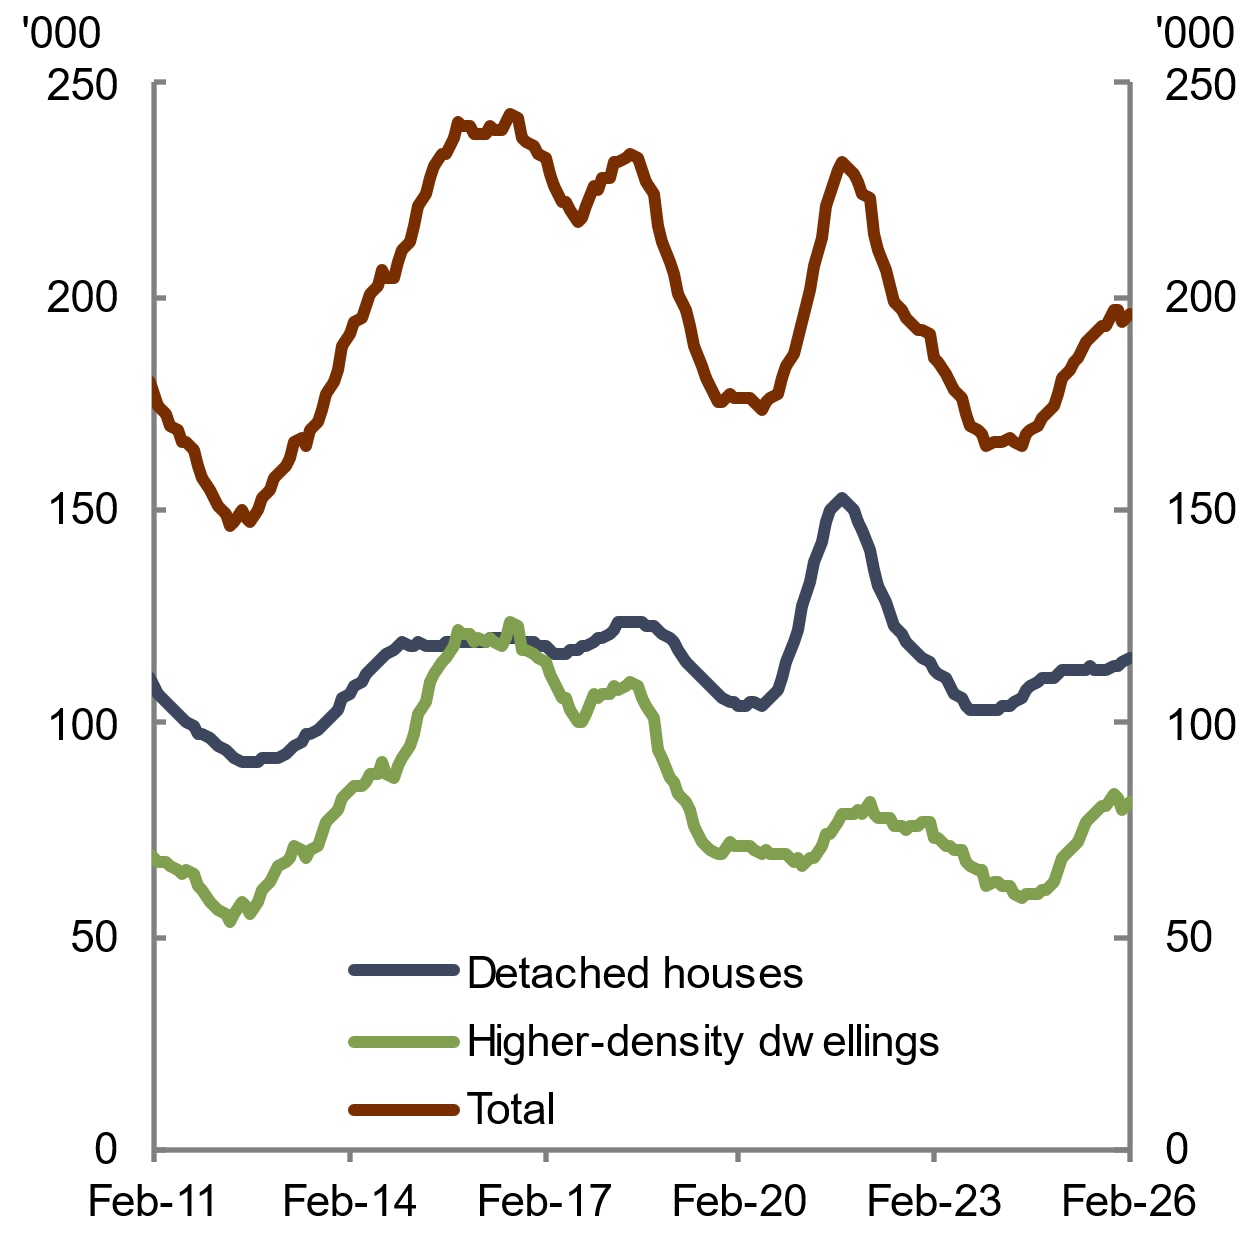 '000 '000
250 250
200 200
150 150
100 100
50 50
Detached houses
Higher-density dw ellings
Total
0 0
Feb-11 Feb-14 Feb-17 Feb-20 Feb-23 Feb-26